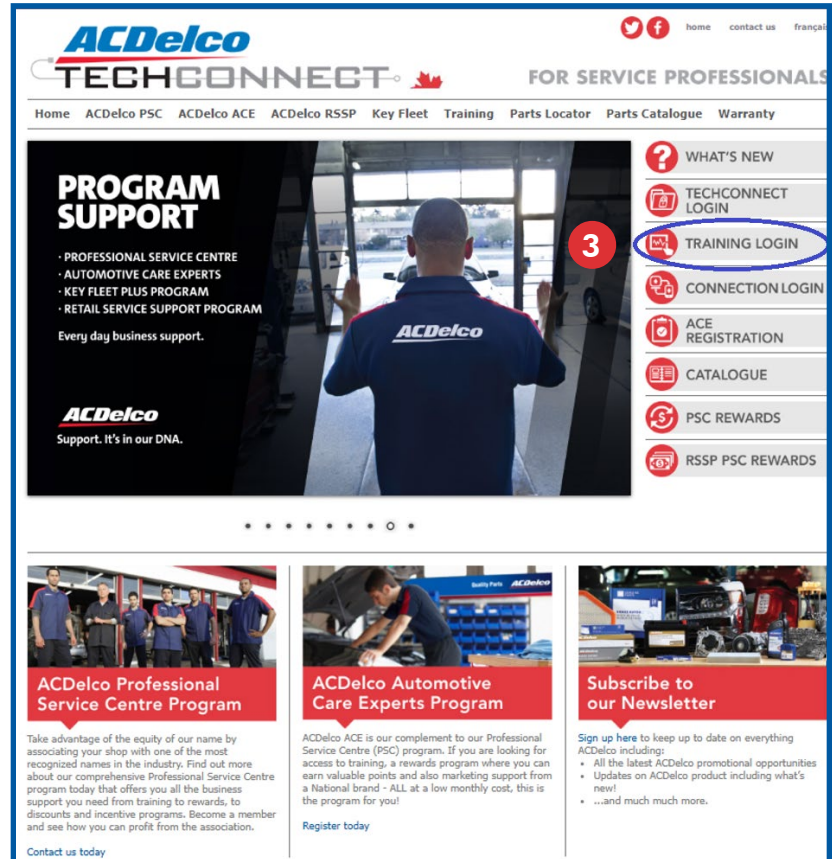 ACDelco
TECHCONNECT
home contact us français
FOR SERVICE PROFESSIONALS
Home ACDelco PSC ACDelco ACE ACDelco RSSP Key Fleet Training Parts Locator Parts Catalogue Warranty
PROGRAM
SUPPORT
· PROFESSIONAL SERVICE CENTRE
· AUTOMOTIVE CARE EXPERTS
· KEY FLEET PLUS PROGRAM
· RETAIL SERVICE SUPPORT PROGRAM
Every day business support.
ACDelco
ACDelco
Support. It's in our DNA.
WHAT'S NEW
TECHCONNECT
LOGIN
3
TRAINING LOGIN
CONNECTION LOGIN
ACE
REGISTRATION
CATALOGUE
PSC REWARDS
RSSP PSC REWARDS
ACDelco Professional
Service Centre Program
Take advantage of the equity of our name by
associating your shop with one of the most
recognized names in the industry. Find out more
about our comprehensive Professional Service Centre
program today that offers you all the business
support you need from training to rewards, to
discounts and incentive programs. Become a member
and see how you can profit from the association.
Contact us today
Quality Parts ACDelco
ACDelco Automotive
Care Experts Program
ACDelco ACE is our complement to our Professional
Service Centre (PSC) program. If you are looking for
access to training, a rewards program where you can
earn valuable points and also marketing support from
a National brand - ALL at a low monthly cost, this is
the program for you!
Register today
Subscribe to
our Newsletter
Sign up here to keep up to date on everything
ACDelco including:
• All the latest ACDelco promotional opportunities
• Updates on ACDelco product including what's
new!
• ...and much much more.